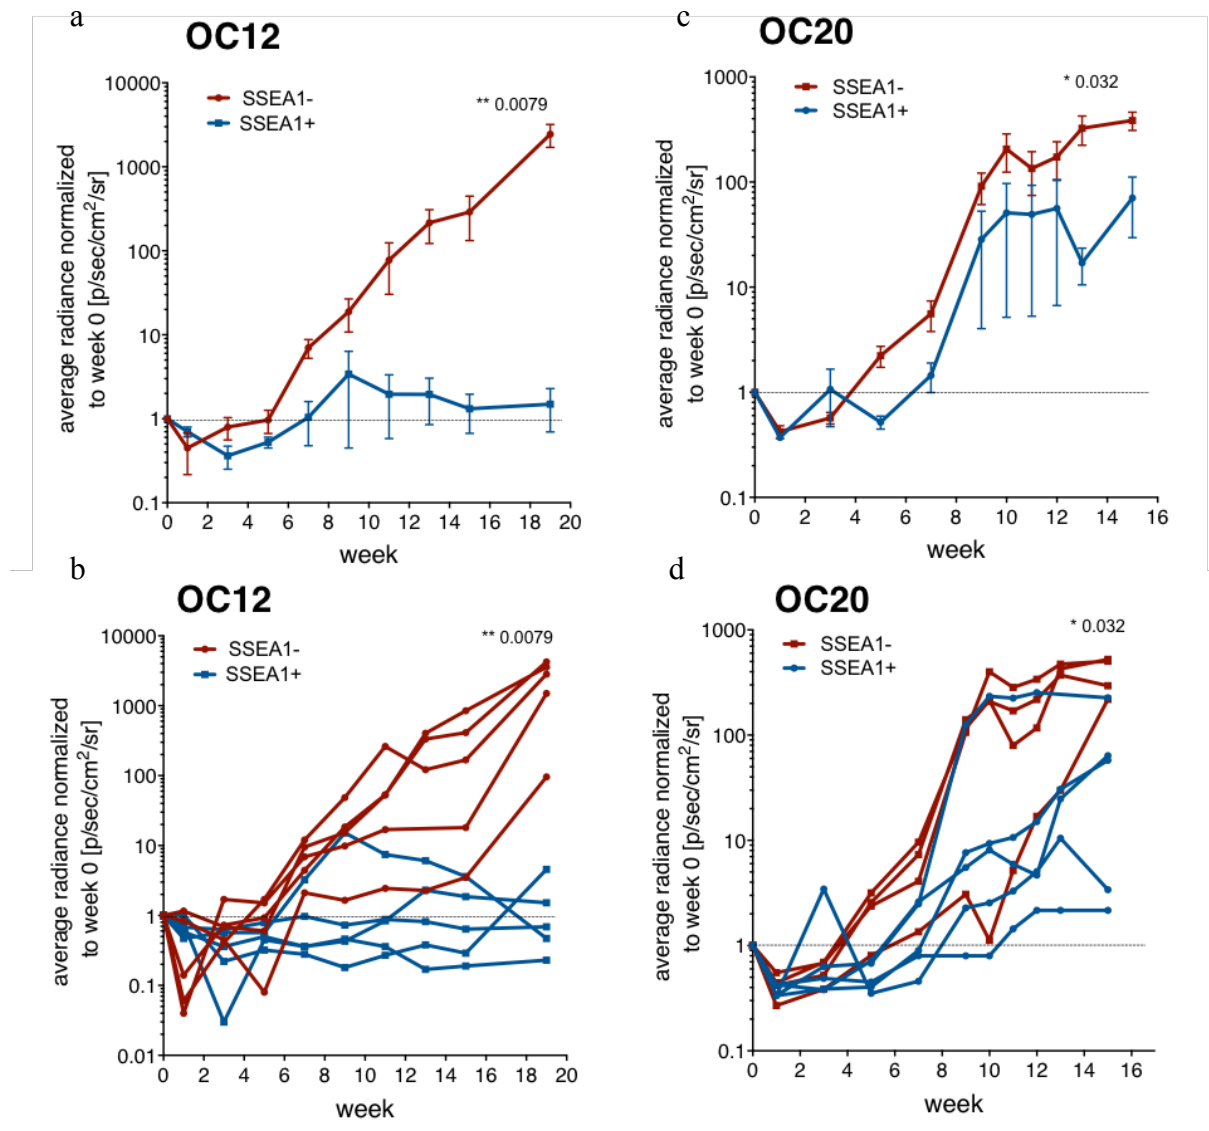 a
OC12
10000
1000
100
10
1
0.1
SSEA1-
SSEA1+
** 0.0079
average radiance normalized
to week 0 [p/sec/cm2/sr]
0 2 4 6 8 10 12 14 16 18 20
week
c
OC20
1000
100
10
1
0.1
SSEA1-
SSEA1+
* 0.032
average radiance normalized
to week 0 [p/sec/cm2/sr]
0 2 4 6 8 10 12 14 16
week
b
OC12
10000
1000
100
10
1
0.1
0.01
SSEA1-
SSEA1+
** 0.0079
average radiance normalized
to week 0 [p/sec/cm2/sr]
0 2 4 6 8 10 12 14 16 18 20
week
d
OC20
1000
100
10
1
0.1
SSEA1-
SSEA1+
* 0.032
average radiance normalized
to week 0 [p/sec/cm2/sr]
0 2 4 6 8 10 12 14 16
week